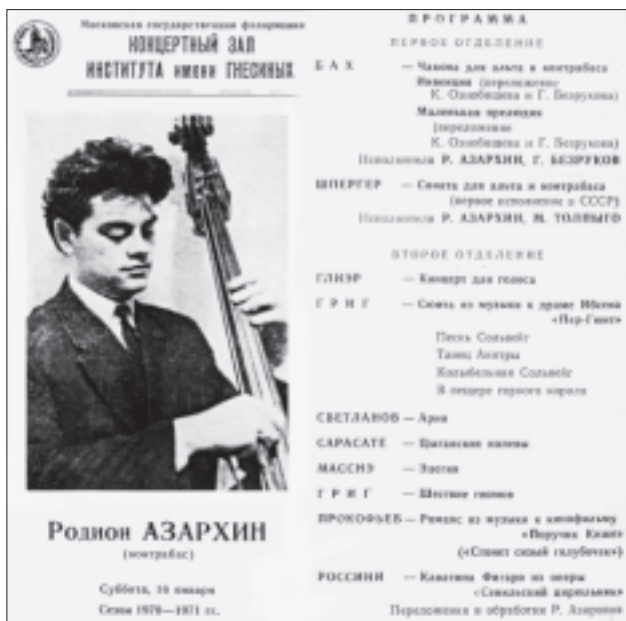 Московская государственная филармония
КОНЦЕРТНЫЙ ЗАЛ
ИНСТИТУТА имени ГНЕСИНЫХ
Родион АЗАРХИН
(контрабас)
Суббота, 16 января
Сезон 1970—1971 гг.
ПРОГРАММА
ПЕРВОЕ ОТДЕЛЕНИЕ
БАХ — Чакона для альта и контрабаса
Инвенции (переложение
К. Ознобищева и Г. Безрукова)
Маленькая прелюдия
(переложение
К. Ознобищева и Г. Безрукова)
Исполнители Р. АЗАРХИН, Г. БЕЗРУКОВ
ШПЕРГЕР — Соната для альта и контрабаса
(первое исполнение в СССР)
Исполнители Р. АЗАРХИН, М. ТОЛПЫГО
ВТОРОЕ ОТДЕЛЕНИЕ
ГЛИЭР — Концерт для голоса
ГРИГ — Сюита из музыки к драме Ибсена
«Пер-Гюнт»
Песнь Сольвейг
Танец Анитры
Колыбельная Сольвейг
В пещере горного короля
СВЕТЛАНОВ — Ария
САРАСАТЕ — Цыганские напевы
МАССНЭ — Элегия
ГРИГ — Шествие гномов
ПРОКОФЬЕВ — Романс из музыки к кинофильму
«Поручик Киже»
(«Стонет сизый голубочек»)
РОССИНИ — Каватина Фигаро из оперы
«Севильский цирюльник»
Переложения и обработки Р. Азархина